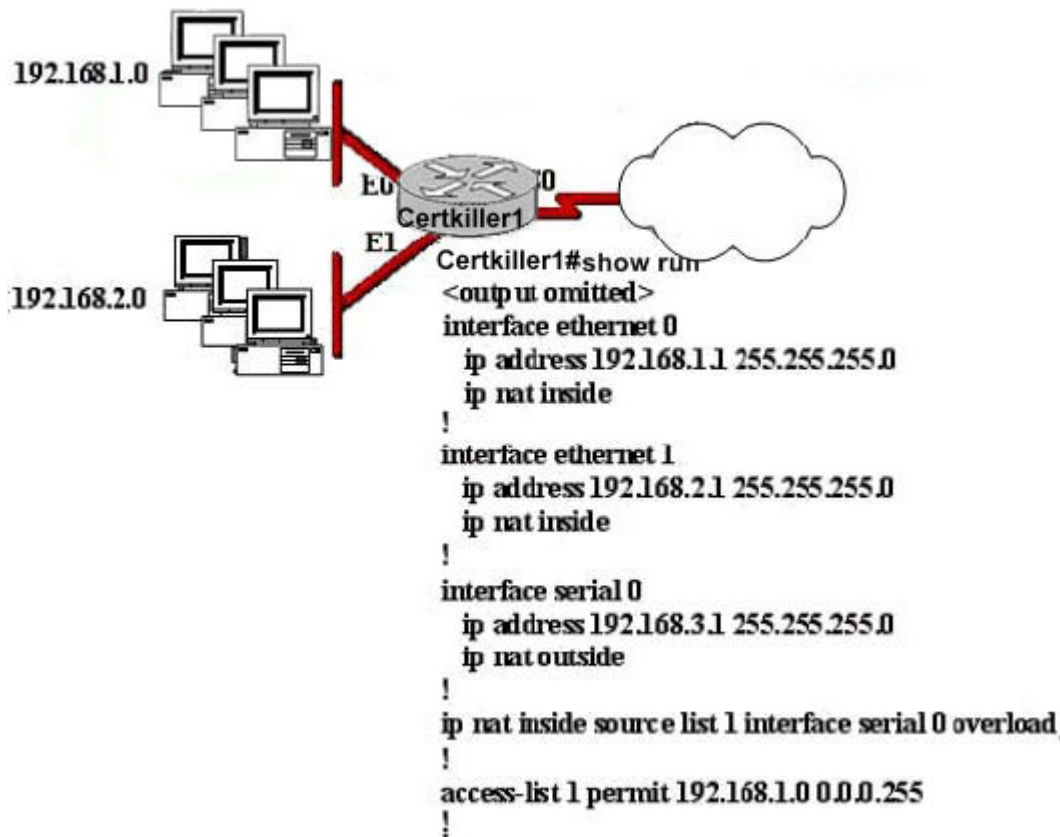 192.168.1.0
E0
Certkiller1
E1
192.168.2.0
Certkiller1#show run
<output omitted>
interface ethernet 0
ip address 192.168.1.1 255.255.255.0
ip nat inside
!
interface ethernet 1
ip address 192.168.2.1 255.255.255.0
ip nat inside
!
interface serial 0
ip address 192.168.3.1 255.255.255.0
ip nat outside
!
ip nat inside source list 1 interface serial 0 overload
!
access-list 1 permit 192.168.1.0 0.0.0.255
!